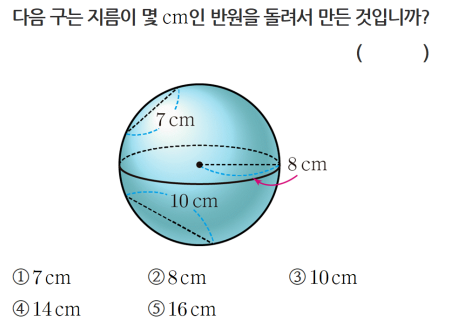 다음 구는 지름이 몇 cm인 반원을 돌려서 만든 것입니까?
( )
7 cm
8 cm
10 cm
①7 cm ②8 cm ③10 cm
④14 cm ⑤16 cm